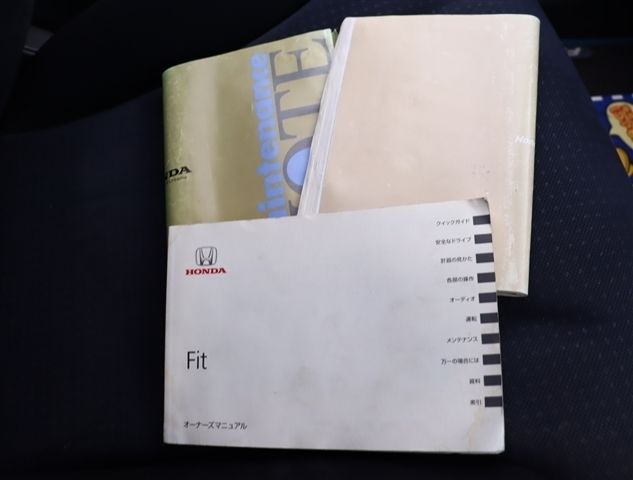 maintenance
NOTE
HONDA
HONDA
Fit
オーナーズマニュアル
クイックガイド
安全なドライブ
計器の見かた
各部の操作
オーディオ
運転
メンテナンス
万一の場合には
資料
索引